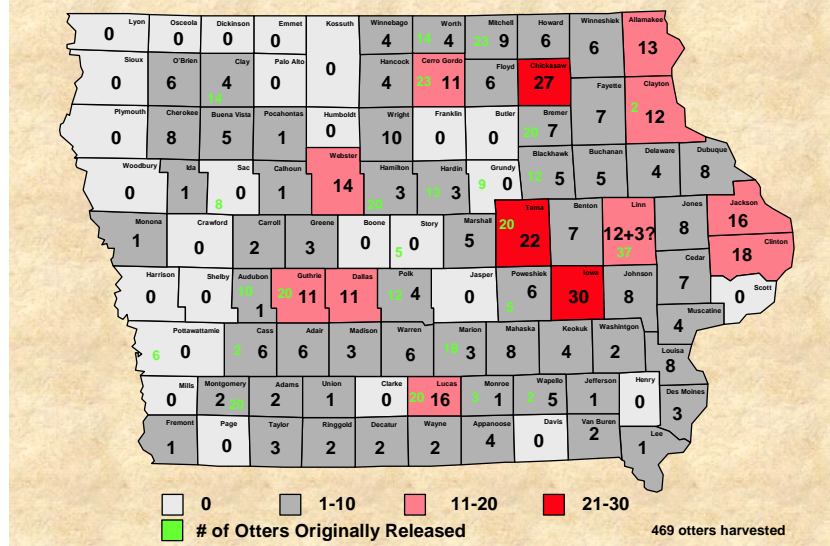 Lyon Osceola Dickinson Emmet Kossuth Winnebago Worth Mitchell Howard Winneshiek Allamakee
0 0 0 0 0 4 14 4 9 6 6 13
Sioux O'Brien Clay Palo Alto Hancock Cerro Gordo Floyd Chickasaw Fayette Clayton
0 6 4 14 0 4 23 11 6 27 7 2 12
Plymouth Cherokee Buena Vista Pocahontas Humboldt Wright Franklin Butler Bremer
0 8 5 1 0 10 0 0 7
Woodbury Ida Sac Calhoun Webster Hamilton Hardin Grundy Blackhawk Buchanan Delaware Dubuque
0 1 8 0 1 14 20 3 3 9 0 12 5 5 4 8
Monona Crawford Carroll Greene Boone Story Marshall Tama Benton Linn Jones Jackson
1 0 2 3 0 5 0 5 20 22 7 12+3? 37 8 16
Clinton
18
Harrison Shelby Audubon Guthrie Dallas Polk Jasper Poweshiek Iowa Johnson Cedar Scott
0 0 10 1 20 11 11 12 4 0 5 6 30 8 7 0
Muscatine
4
Pottawattamie Cass Adair Madison Warren Marion Mahaska Keokuk Washintgon Louisa
6 0 2 6 6 3 6 3 8 4 2 8
Mills Montgomery Adams Union Clarke Lucas Monroe Wapello Jefferson Henry Des Moines
0 2 2 1 0 20 16 1 5 1 0 3
Fremont Page Taylor Ringgold Decatur Wayne Appanoose Davis Van Buren Lee
1 0 3 2 2 2 4 0 2 1
0 1-10 11-20 21-30
# of Otters Originally Released
469 otters harvested